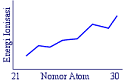 Energi Ionisasi
21 Nomor Atom 30